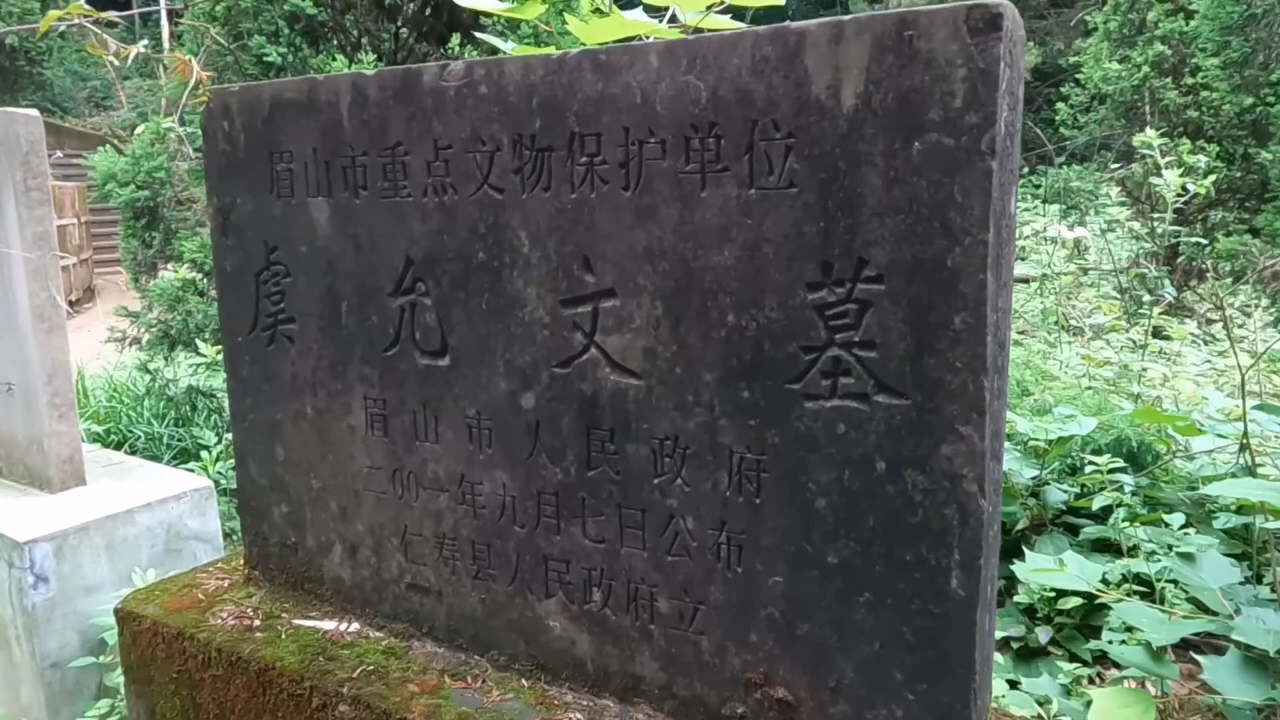 眉山市重点文物保护单位
虞允文墓
眉山市人民政府
二00一年九月七日公布
仁寿县人民政府立